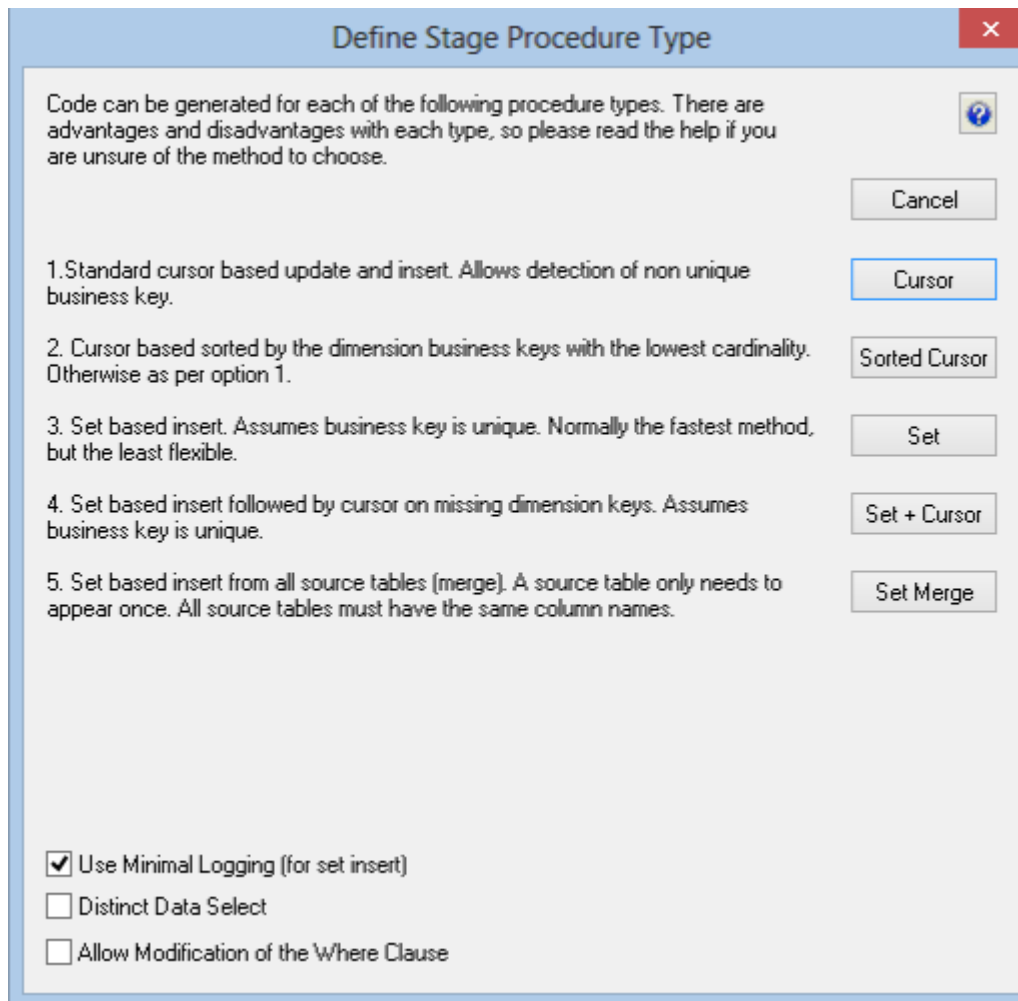 Define Stage Procedure Type
Code can be generated for each of the following procedure types. There are
advantages and disadvantages with each type, so please read the help if you
are unsure of the method to choose.
Cancel
1.Standard cursor based update and insert. Allows detection of non unique
business key.
Cursor
2. Cursor based sorted by the dimension business keys with the lowest cardinality.
Otherwise as per option 1.
Sorted Cursor
3. Set based insert. Assumes business key is unique. Normally the fastest method,
but the least flexible.
Set
4. Set based insert followed by cursor on missing dimension keys. Assumes
business key is unique.
Set + Cursor
5. Set based insert from all source tables (merge). A source table only needs to
appear once. All source tables must have the same column names.
Set Merge
Use Minimal Logging (for set insert)
Distinct Data Select
Allow Modification of the Where Clause